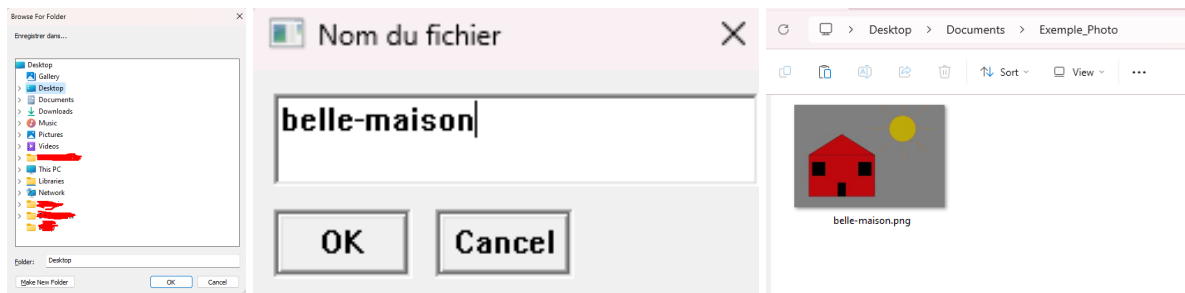 Browse For Folder
Enregistrer dans...
Desktop
Gallery
Desktop
Documents
Downloads
Music
Pictures
Videos
This PC
Libraries
Network
Folder: Desktop
Make New Folder OK Cancel
Nom du fichier
belle-maison
OK Cancel
Desktop > Documents > Exemple_Photo
Sort View
belle-maison.png